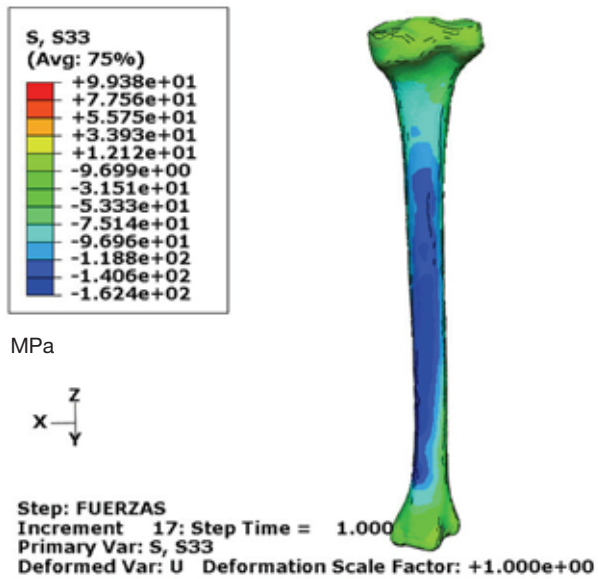 S, S33
(Avg: 75%)
+9.938e+01
+7.756e+01
+5.575e+01
+3.393e+01
+1.212e+01
-9.699e+00
-3.151e+01
-5.333e+01
-7.514e+01
-9.696e+01
-1.188e+02
-1.406e+02
-1.624e+02
MPa
Z
X
Y
Step: FUERZAS
Increment 17: Step Time = 1.000
Primary Var: S, S33
Deformed Var: U Deformation Scale Factor: +1.000e+00